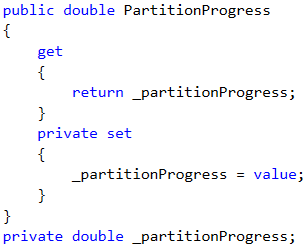 public double PartitionProgress
{
    get
    {
        return _partitionProgress;
    }
    private set
    {
        _partitionProgress = value;
    }
}
private double _partitionProgress;